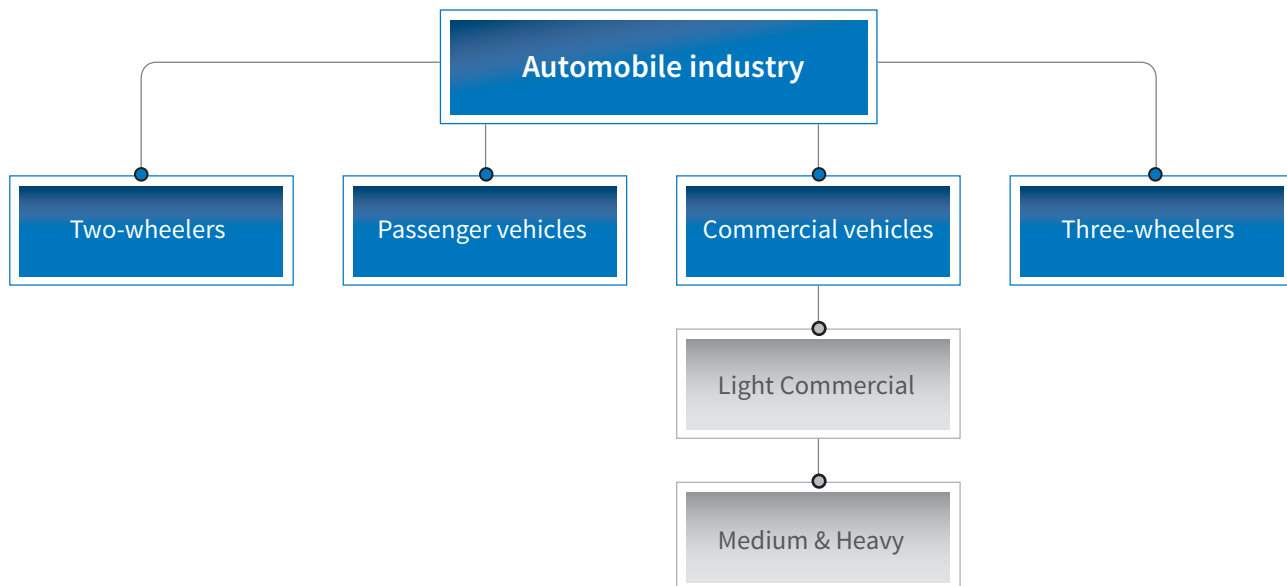 Automobile industry
Two-wheelers
Passenger vehicles
Commercial vehicles
Three-wheelers
Light Commercial
Medium & Heavy